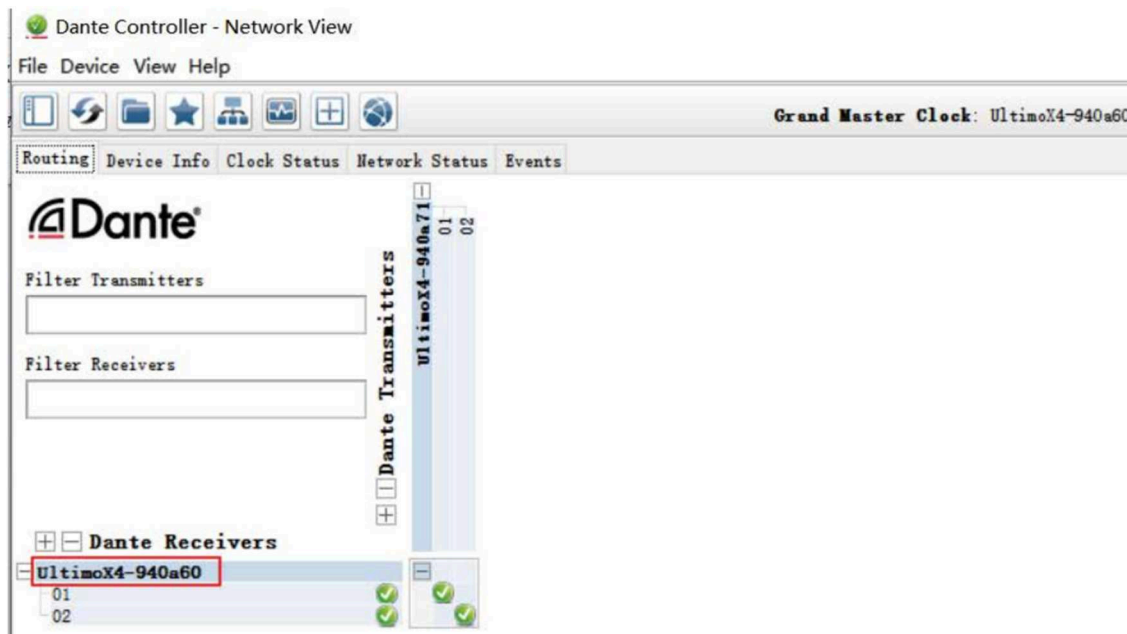 Dante Controller - Network View
File Device View Help
Grand Master Clock: UltimoX4-940a60
Routing Device Info Clock Status Network Status Events
Dante®
Filter Transmitters
Filter Receivers
Dante Transmitters
UltimoX4-940a71
01
02
Dante Receivers
UltimoX4-940a60
01
02